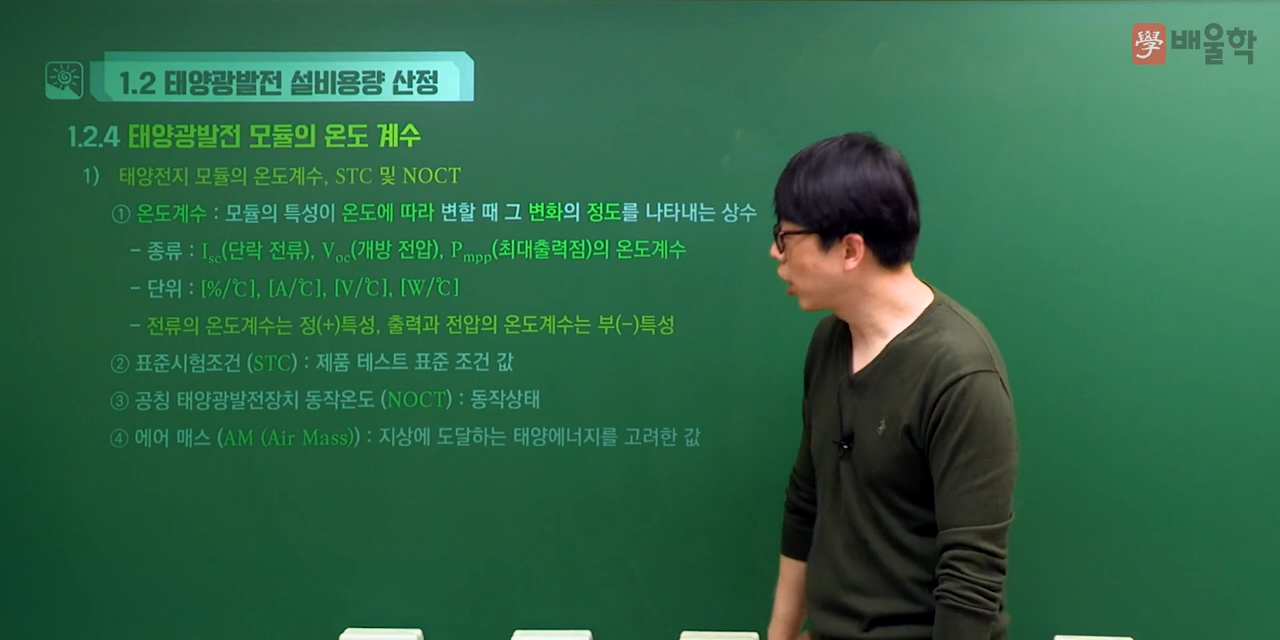 學 배울학
1.2 태양광발전 설비용량 산정
1.2.4 태양광발전 모듈의 온도 계수
1) 태양전지 모듈의 온도계수, STC 및 NOCT
① 온도계수 : 모듈의 특성이 온도에 따라 변할 때 그 변화의 정도를 나타내는 상수
- 종류 : Isc(단락 전류), Voc(개방 전압), Pmpp(최대출력점)의 온도계수
- 단위 : [%/℃], [A/℃], [V/℃], [W/℃]
- 전류의 온도계수는 정(+)특성, 출력과 전압의 온도계수는 부(-)특성
② 표준시험조건 (STC) : 제품 테스트 표준 조건 값
③ 공칭 태양광발전장치 동작온도 (NOCT) : 동작상태
④ 에어 매스 (AM (Air Mass)) : 지상에 도달하는 태양에너지를 고려한 값